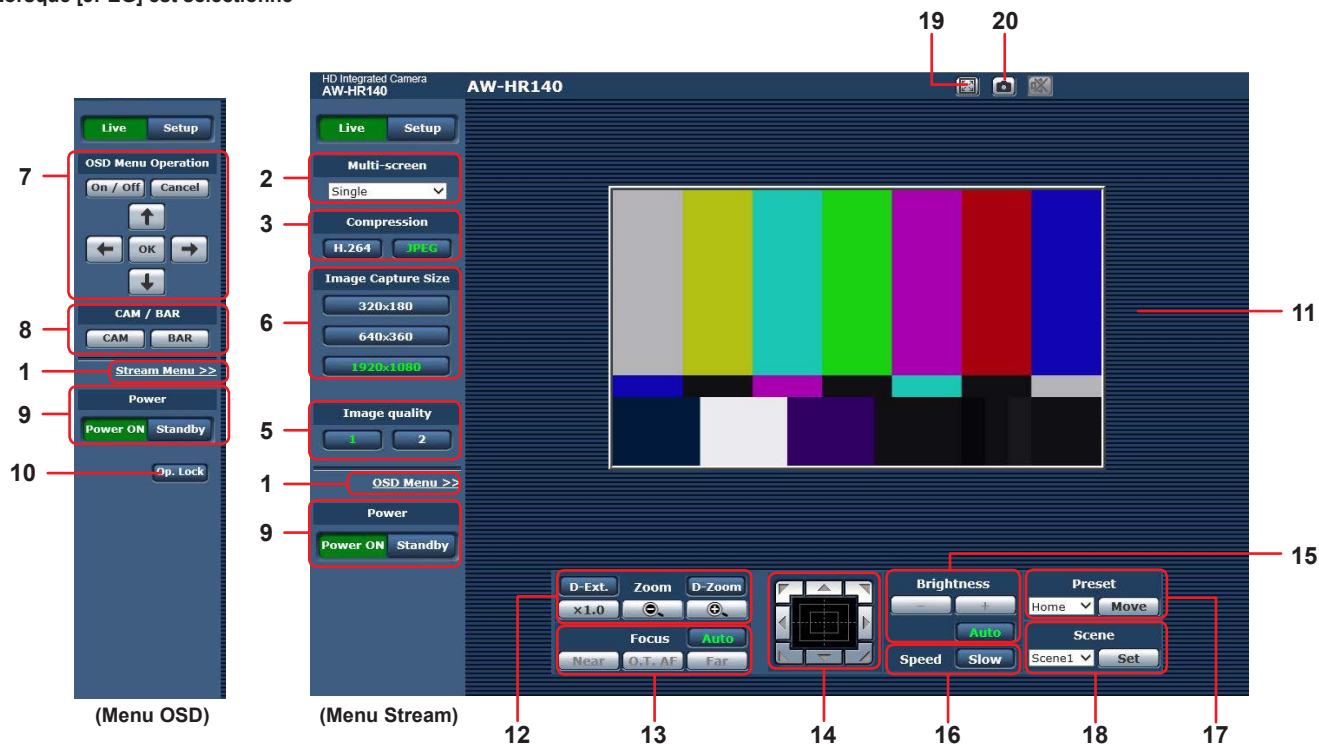 lorsque [JPEG] est sélectionné
19
20
HD Integrated Camera
AW-HR140
AW-HR140
Live
Setup
OSD Menu Operation
On / Off
Cancel
OK
7
CAM / BAR
CAM
BAR
8
Stream Menu >>
1
Power
Power ON
Standby
9
Op. Lock
10
(Menu OSD)
Live
Setup
Multi-screen
Single
2
Compression
H.264
JPEG
3
Image Capture Size
320x180
640x360
1920x1080
6
Image quality
1
2
5
OSD Menu >>
1
Power
Power ON
Standby
9
(Menu Stream)
11
D-Ext.
Zoom
D-Zoom
×1.0
Focus
Auto
Near
O.T. AF
Far
Brightness
-
+
Auto
Speed
Slow
Preset
Home
Move
Scene
Scene1
Set
15
12
13
14
16
18
17